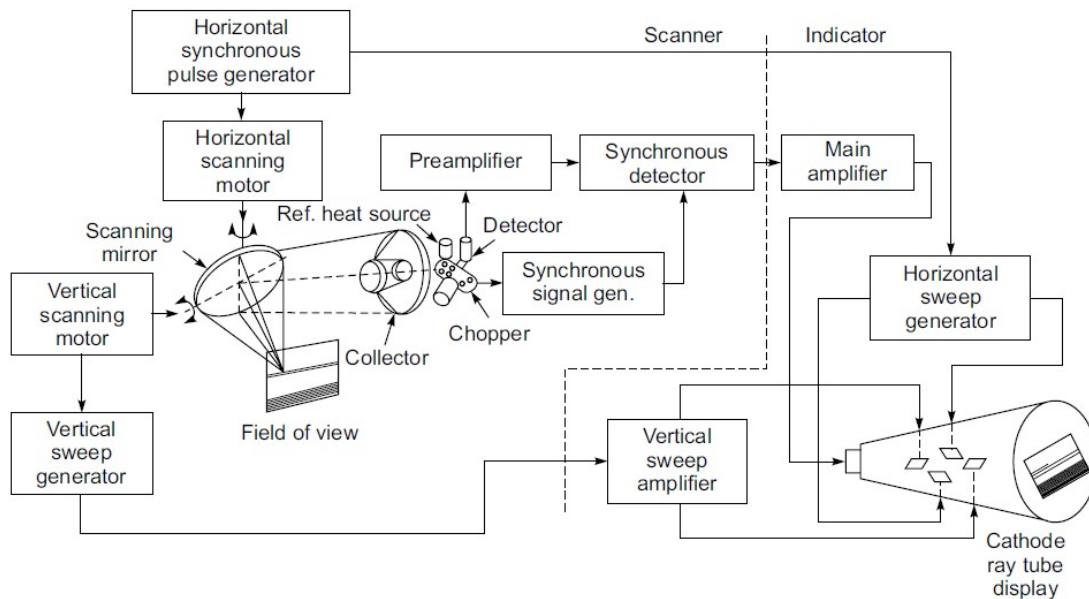 Horizontal
synchronous
pulse generator
Scanner
Indicator
Horizontal
scanning
motor
Preamplifier
Synchronous
detector
Main
amplifier
Ref. heat source
Detector
Scanning
mirror
Synchronous
signal gen.
Horizontal
sweep
generator
Vertical
scanning
motor
Chopper
Collector
Field of view
Vertical
sweep
generator
Vertical
sweep
amplifier
Cathode
ray tube
display